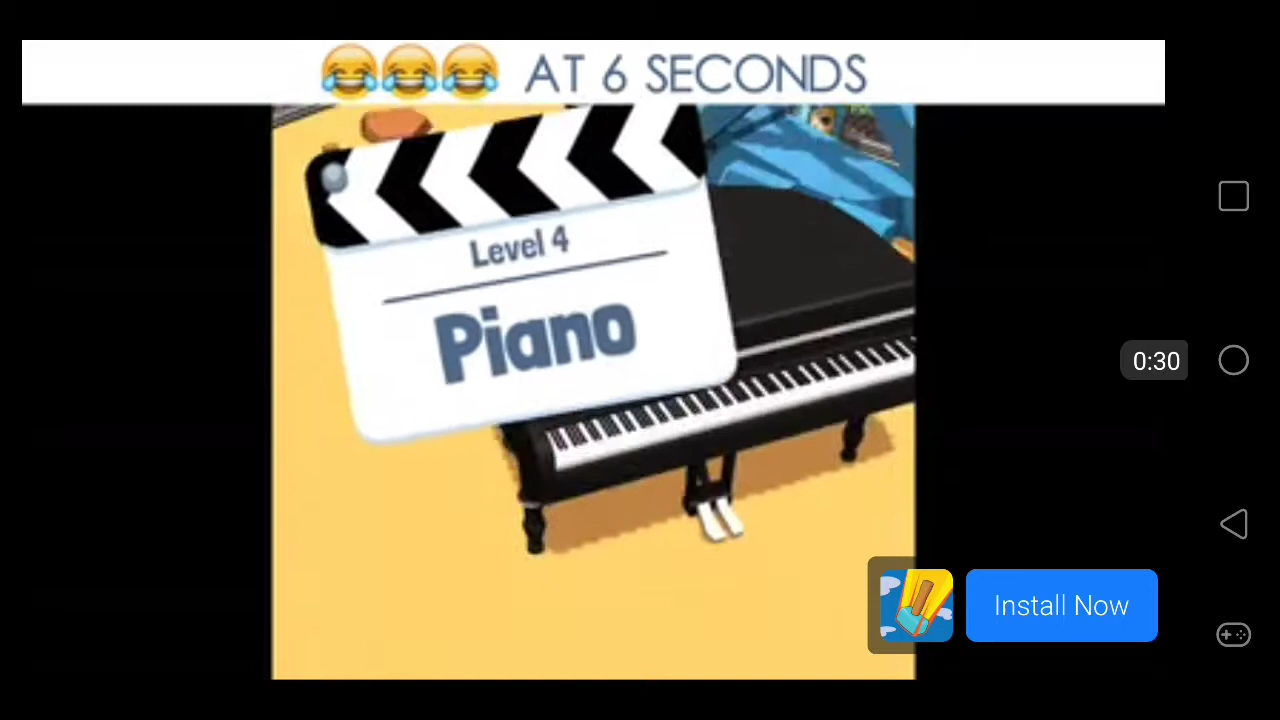 😂😂😂 AT 6 SECONDS
Level 4
Piano
0:30
Install Now